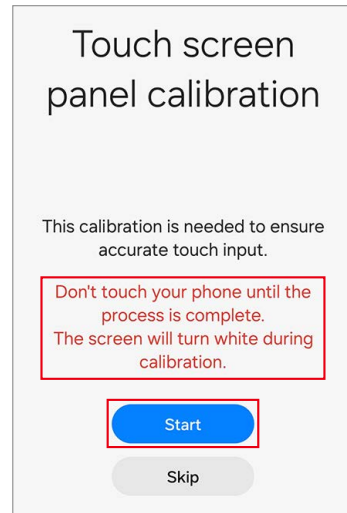 Touch screen
panel calibration
This calibration is needed to ensure
accurate touch input.
Don't touch your phone until the
process is complete.
The screen will turn white during
calibration.
Start
Skip